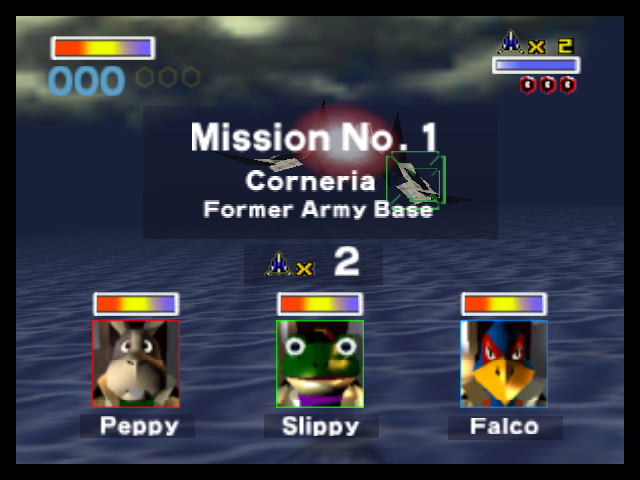 x 2
000
Mission No. 1
Corneria
Former Army Base
x 2
Peppy
Slippy
Falco